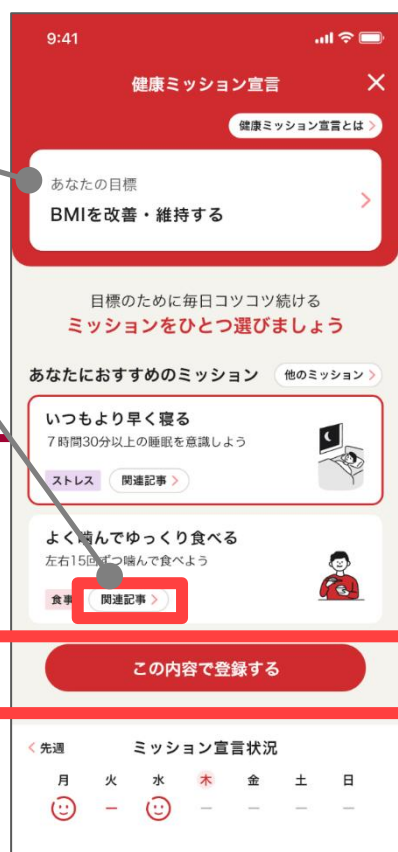 9:41
健康ミッション宣言
健康ミッション宣言とは
あなたの目標
BMIを改善・維持する
目標のために毎日コツコツ続ける
ミッションをひとつ選びましょう
あなたにおすすめのミッション 他のミッション
いつもより早く寝る
7時間30分以上の睡眠を意識しよう
ストレス 関連記事
よく噛んでゆっくり食べる
左右15回ずつ噛んで食べよう
食事 関連記事
この内容で登録する
先週 ミッション宣言状況
月 火 水 木 金 土 日